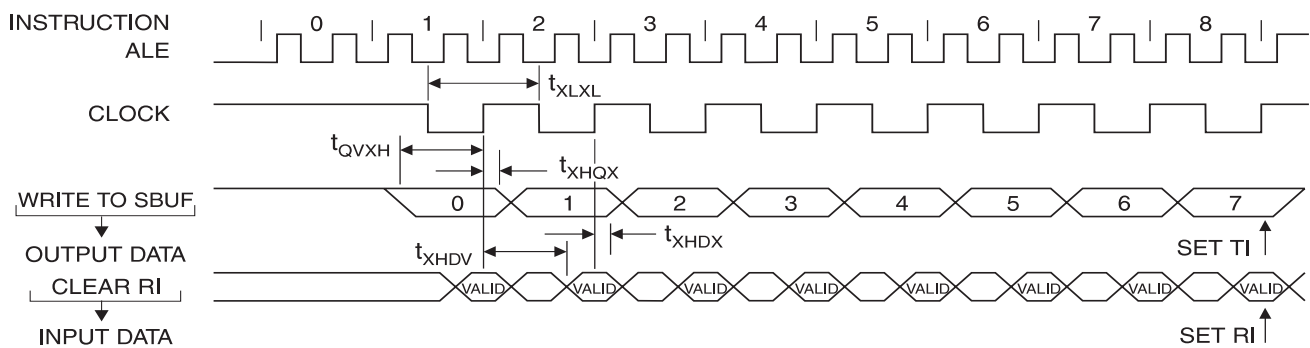 INSTRUCTION 0 1 2 3 4 5 6 7 8
ALE
tXLXL
CLOCK
tQVXH
tXHQX
WRITE TO SBUF 0 1 2 3 4 5 6 7
OUTPUT DATA
tXHDV
tXHDX
SET TI
CLEAR RI VALID VALID VALID VALID VALID VALID VALID VALID
INPUT DATA
SET RI